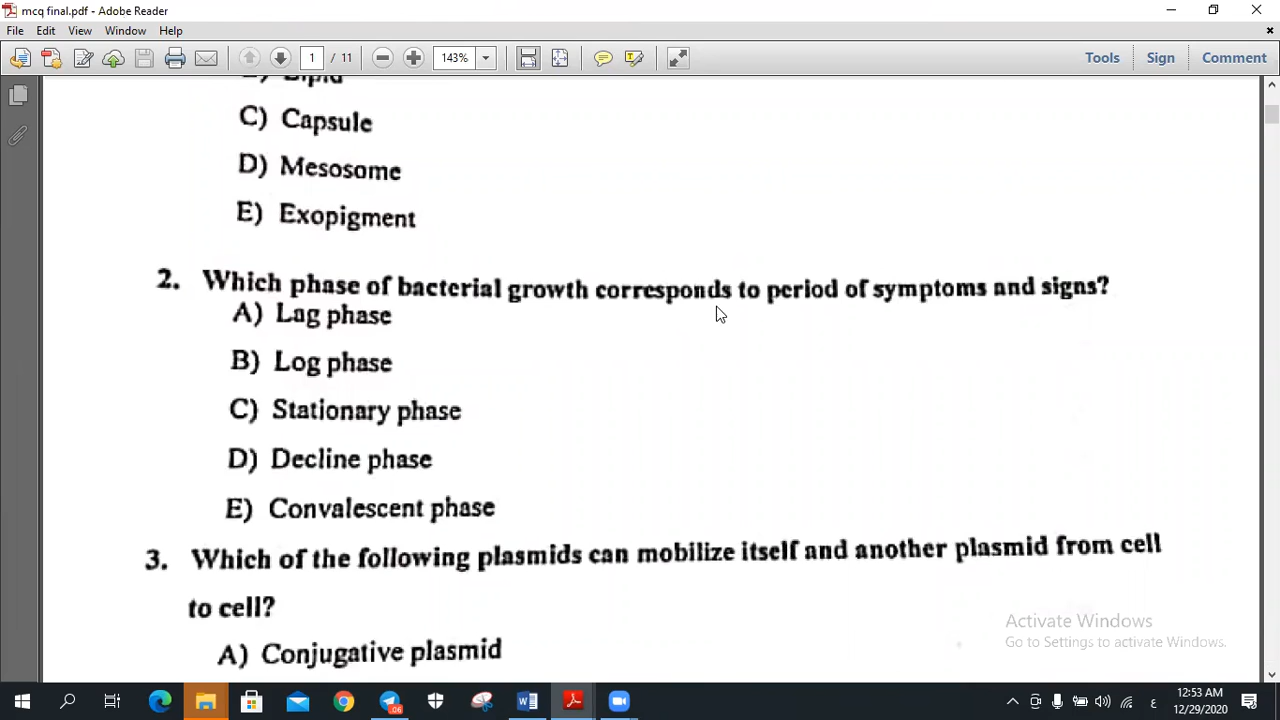 mcq final.pdf - Adobe Reader
File Edit View Window Help
1 / 11 143% Tools Sign Comment
C) Capsule
D) Mesosome
E) Exopigment
2. Which phase of bacterial growth corresponds to period of symptoms and signs?
A) Lag phase
B) Log phase
C) Stationary phase
D) Decline phase
E) Convalescent phase
3. Which of the following plasmids can mobilize itself and another plasmid from cell
to cell?
A) Conjugative plasmid
Activate Windows
Go to Settings to activate Windows.
06
ع
12:53 AM
12/29/2020